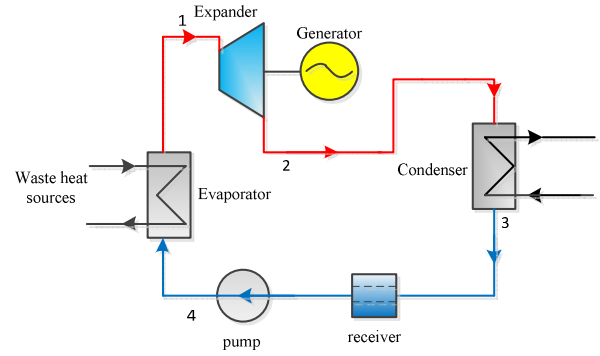 Expander
1
Generator
2
Condenser
Waste heat
sources
Evaporator
3
4
pump
receiver